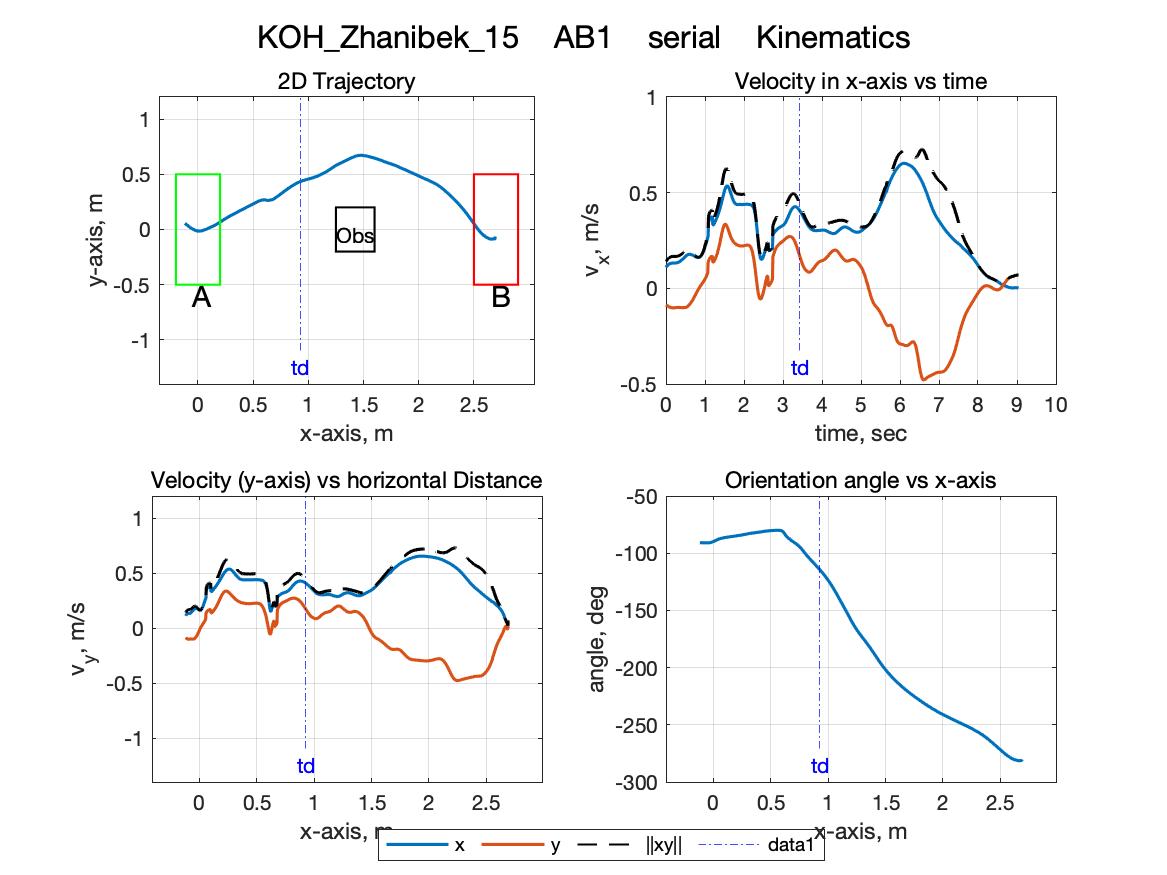 KOH_Zhanibek_15 AB1 serial Kinematics
2D Trajectory
1
0.5
0
-0.5
-1
y-axis, m
A
Obs
B
td
0 0.5 1 1.5 2 2.5
x-axis, m
Velocity in x-axis vs time
1
0.5
0
-0.5
v_x, m/s
td
0 1 2 3 4 5 6 7 8 9 10
time, sec
Velocity (y-axis) vs horizontal Distance
1
0.5
0
-0.5
-1
v_y, m/s
td
0 0.5 1 1.5 2 2.5
x-axis, m
Orientation angle vs x-axis
-50
-100
-150
-200
-250
-300
angle, deg
td
0 0.5 1 1.5 2 2.5
x-axis, m
x y ||xy|| data1